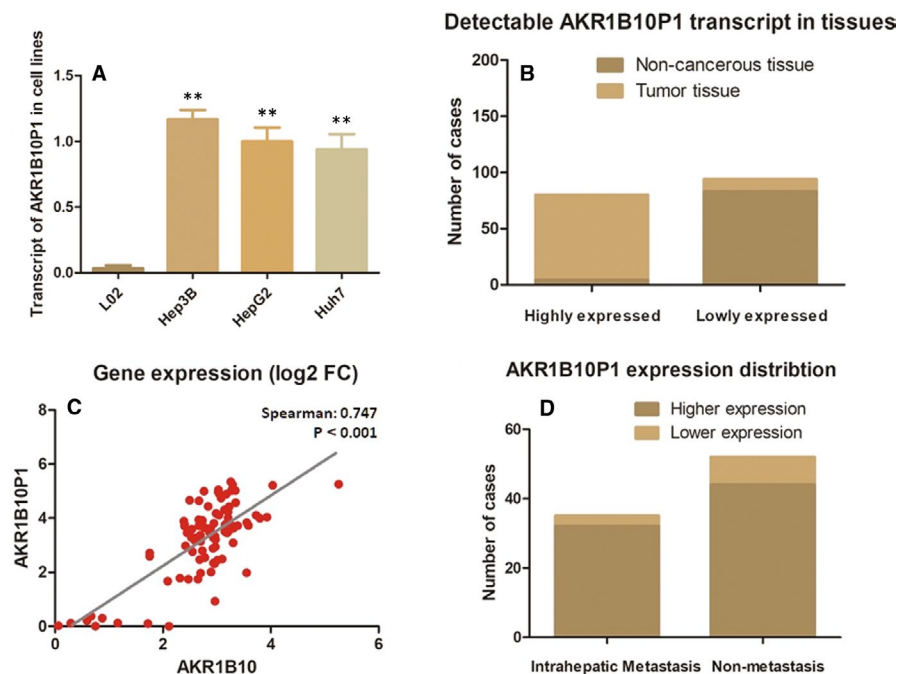 A
Transcript of AKR1B10P1 in cell lines
1.5
1.0
0.5
0.0
**
**
**
L02
Hep3B
HepG2
Huh7
Detectable AKR1B10P1 transcript in tissues
B
Non-cancerous tissue
Tumor tissue
Number of cases
200
150
100
50
0
Highly expressed
Lowly expressed
Gene expression (log2 FC)
C
Spearman: 0.747
P < 0.001
AKR1B10P1
8
6
4
2
0
0
2
4
6
AKR1B10
AKR1B10P1 expression distribtion
D
Higher expression
Lower expression
Number of cases
60
40
20
0
Intrahepatic Metastasis
Non-metastasis